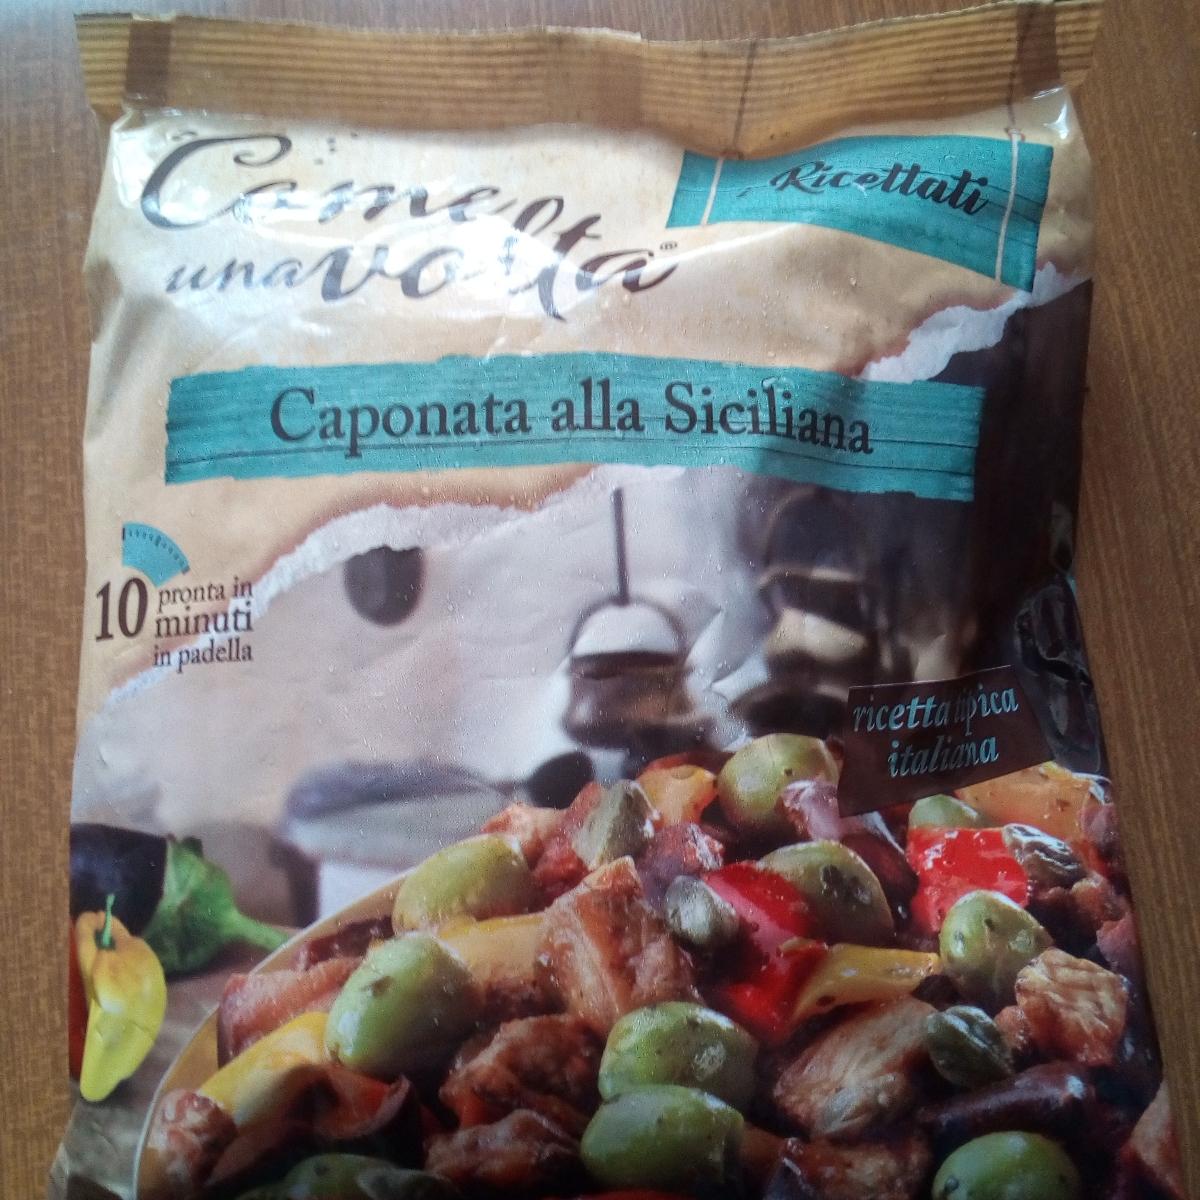 Come
una volta®
Ricettati
Caponata alla Siciliana
10 pronta in
minuti
in padella
ricetta tipica
italiana